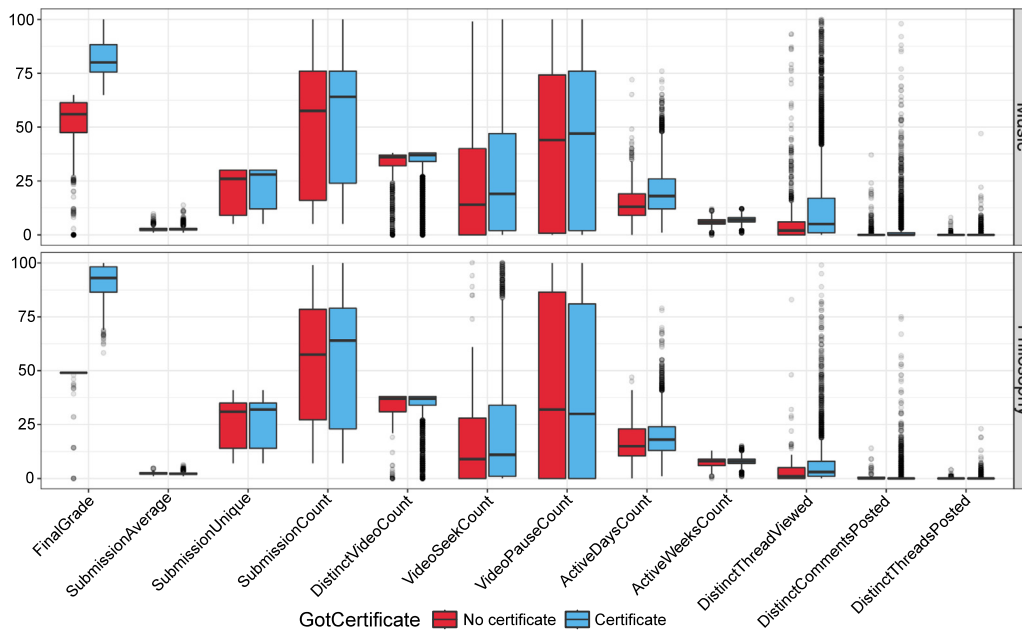 100
75
50
25
0
Music
100
75
50
25
0
FinalGrade
SubmissionAverage
SubmissionUnique
SubmissionCount
DistinctVideoCount
VideoSeekCount
VideoPauseCount
ActiveDaysCount
ActiveWeeksCount
DistinctThreadViewed
DistinctCommentsPosted
DistinctThreadsPosted
GotCertificate No certificate Certificate